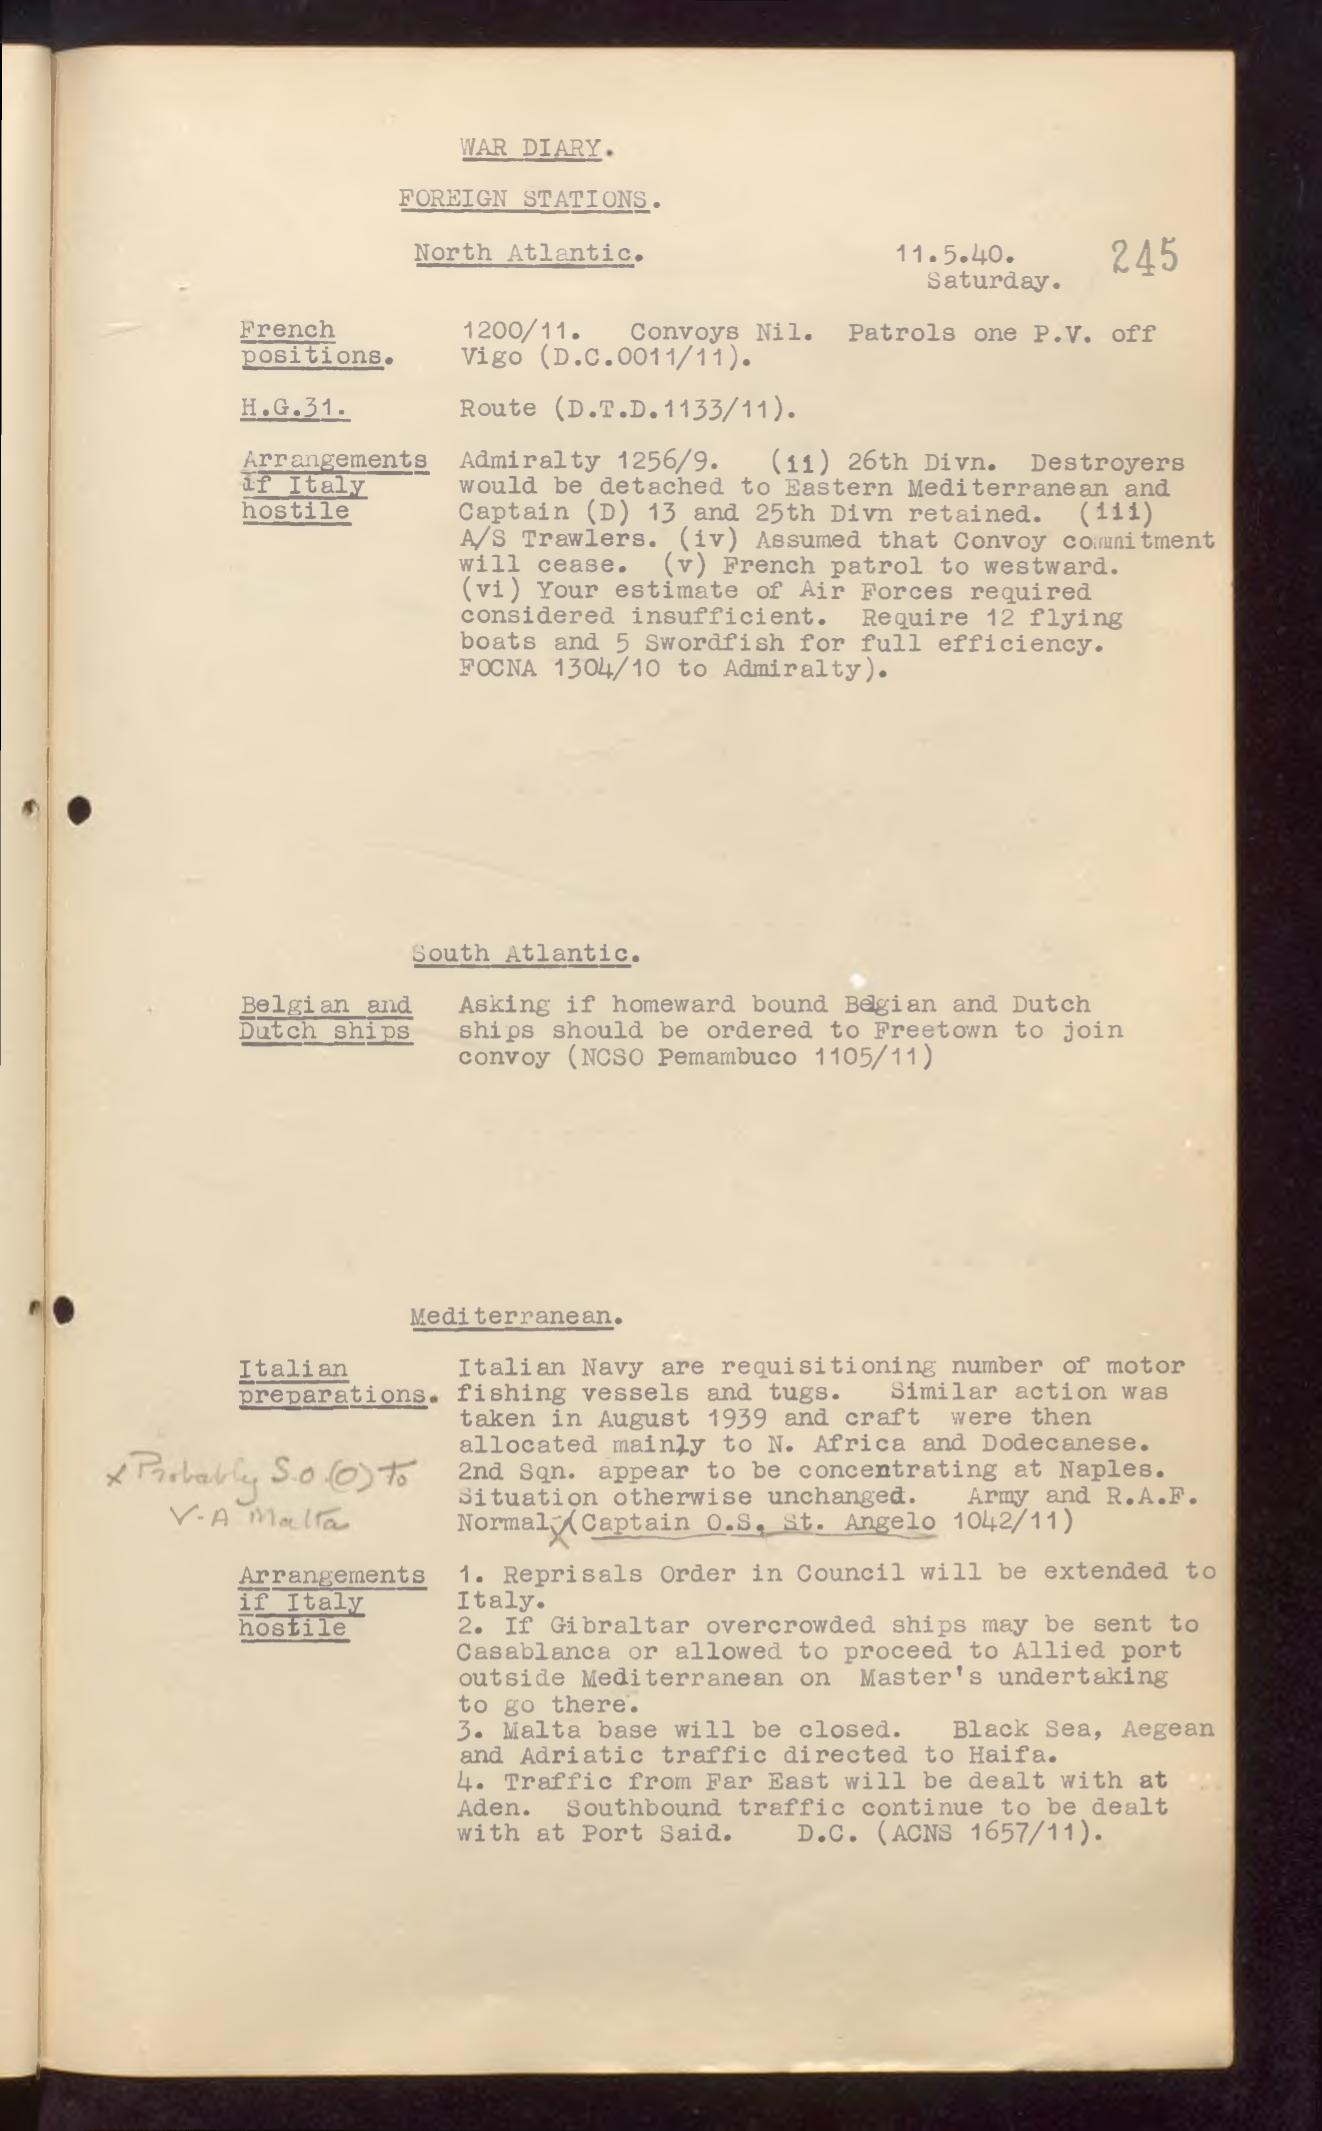 WAR DIARY.
FOREIGN STATIONS.
North Atlantic. 11.5.40. 245
Saturday.
French 1200/11. Convoys Nil. Patrols one P.V. off
positions. Vigo (D.C.0011/11).
H.G.31. Route (D.T.D.1133/11).
Arrangements Admiralty 1256/9. (ii) 26th Divn. Destroyers
if Italy would be detached to Eastern Mediterranean and
hostile Captain (D) 13 and 25th Divn retained. (iii)
A/S Trawlers. (iv) Assumed that Convoy commitment
will cease. (v) French patrol to westward.
(vi) Your estimate of Air Forces required
considered insufficient. Require 12 flying
boats and 5 Swordfish for full efficiency.
FOCNA 1304/10 to Admiralty).
South Atlantic.
Belgian and Asking if homeward bound Belgian and Dutch
Dutch ships ships should be ordered to Freetown to join
convoy (NCSO Pemambuco 1105/11)
Mediterranean.
Italian Italian Navy are requisitioning number of motor
preparations. fishing vessels and tugs. Similar action was
taken in August 1939 and craft were then
allocated mainly to N. Africa and Dodecanese.
x Probably S.O.(O) to 2nd Sqn. appear to be concentrating at Naples.
V-A Malta Situation otherwise unchanged. Army and R.A.F.
Normal. x (Captain O.S. St. Angelo 1042/11)
Arrangements 1. Reprisals Order in Council will be extended to
if Italy Italy.
hostile 2. If Gibraltar overcrowded ships may be sent to
Casablanca or allowed to proceed to Allied port
outside Mediterranean on Master's undertaking
to go there.
3. Malta base will be closed. Black Sea, Aegean
and Adriatic traffic directed to Haifa.
4. Traffic from Far East will be dealt with at
Aden. Southbound traffic continue to be dealt
with at Port Said. D.C. (ACNS 1657/11).